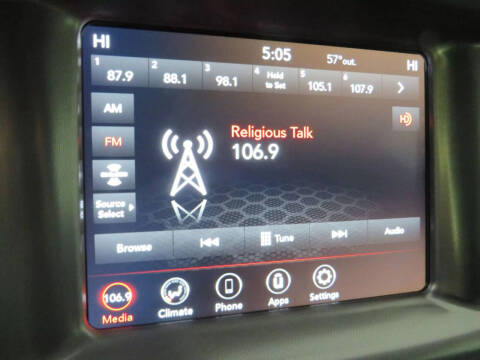 HI 5:05 57°out. HI
1 87.9 2 88.1 3 98.1 4 Hold to Set 5 105.1 6 107.9
AM
FM
Religious Talk
106.9
Source Select
Browse Tune Audio
106.9
Media Climate Phone Apps Settings